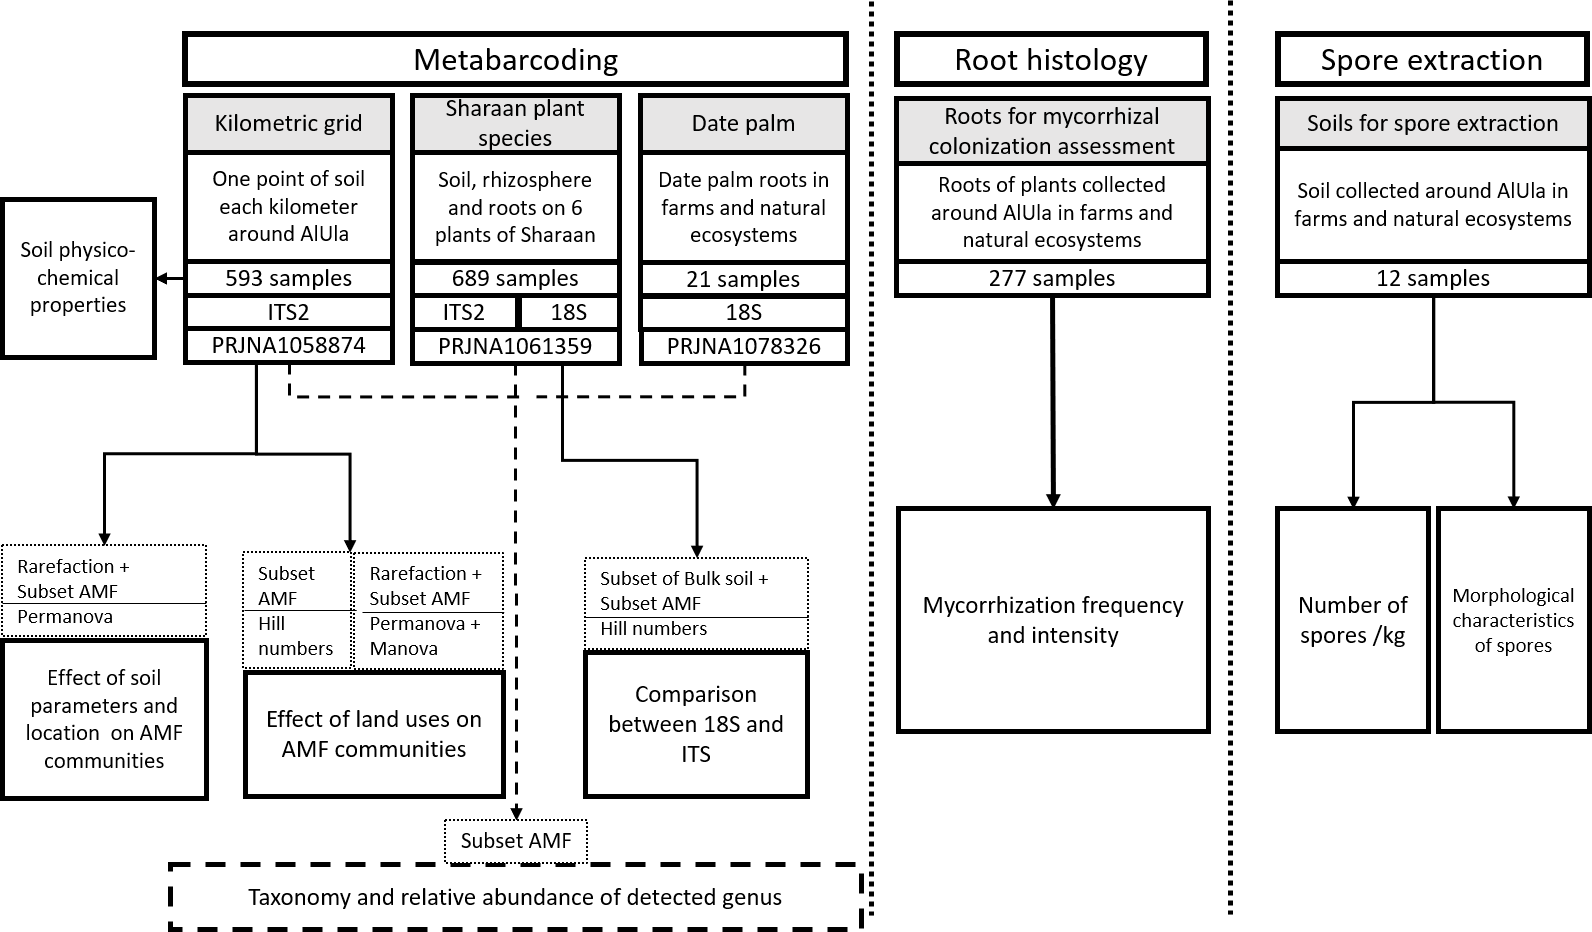 Metabarcoding
Root histology
Spore extraction
Kilometric grid
One point of soil
each kilometer
around AlUla
593 samples
ITS2
PRJNA1058874
Sharaan plant
species
Soil, rhizosphere
and roots on 6
plants of Sharaan
689 samples
ITS2
18S
PRJNA1061359
Date palm
Date palm roots in
farms and natural
ecosystems
21 samples
18S
PRJNA1078326
Roots for mycorrhizal
colonization assessment
Roots of plants collected
around AlUla in farms and
natural ecosystems
277 samples
Soils for spore extraction
Soil collected around AlUla in
farms and natural ecosystems
12 samples
Soil physico-
chemical
properties
Rarefaction +
Subset AMF
Permanova
Effect of soil
parameters and
location  on AMF
communities
Subset
AMF
Hill
numbers
Rarefaction +
Subset AMF
Permanova +
Manova
Effect of land uses on
AMF communities
Subset of Bulk soil +
Subset AMF
Hill numbers
Comparison
between 18S and
ITS
Mycorrhization frequency
and intensity
Number of
spores /kg
Morphological
characteristics
of spores
Subset AMF
Taxonomy and relative abundance of detected genus